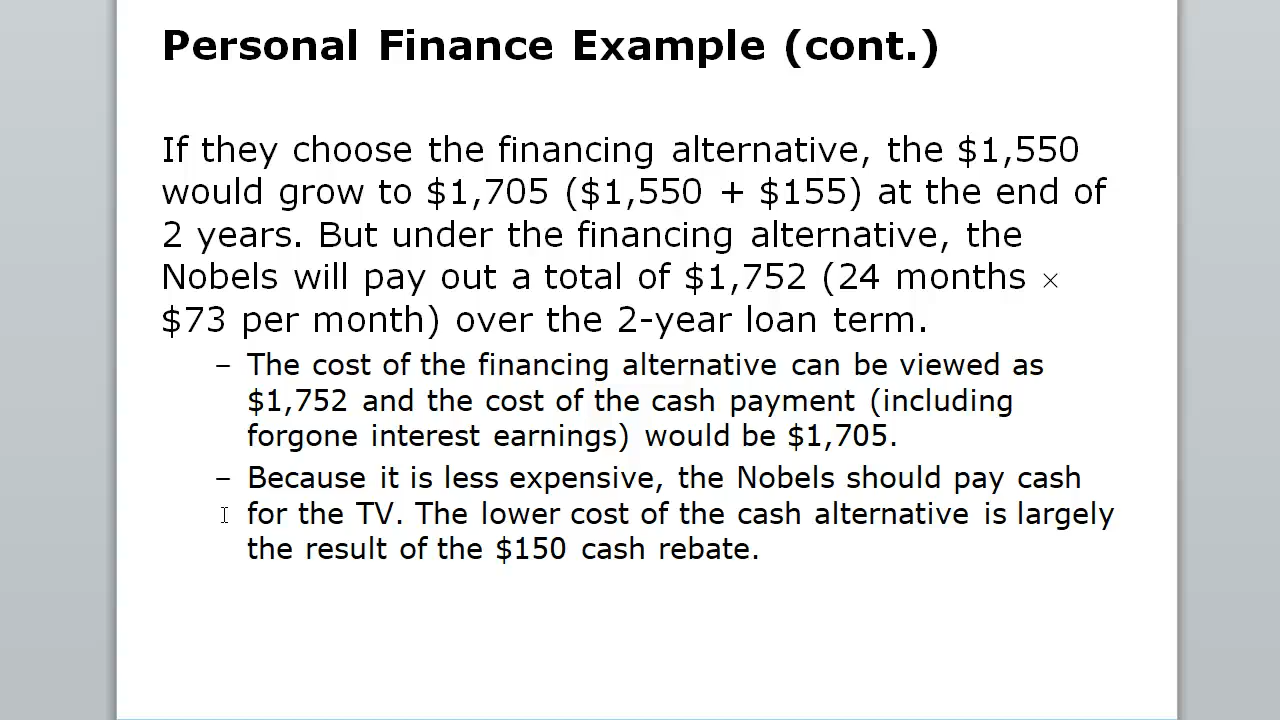 Personal Finance Example (cont.)
If they choose the financing alternative, the $1,550
would grow to $1,705 ($1,550 + $155) at the end of
2 years. But under the financing alternative, the
Nobels will pay out a total of $1,752 (24 months ×
$73 per month) over the 2-year loan term.
– The cost of the financing alternative can be viewed as
$1,752 and the cost of the cash payment (including
forgone interest earnings) would be $1,705.
– Because it is less expensive, the Nobels should pay cash
for the TV. The lower cost of the cash alternative is largely
the result of the $150 cash rebate.